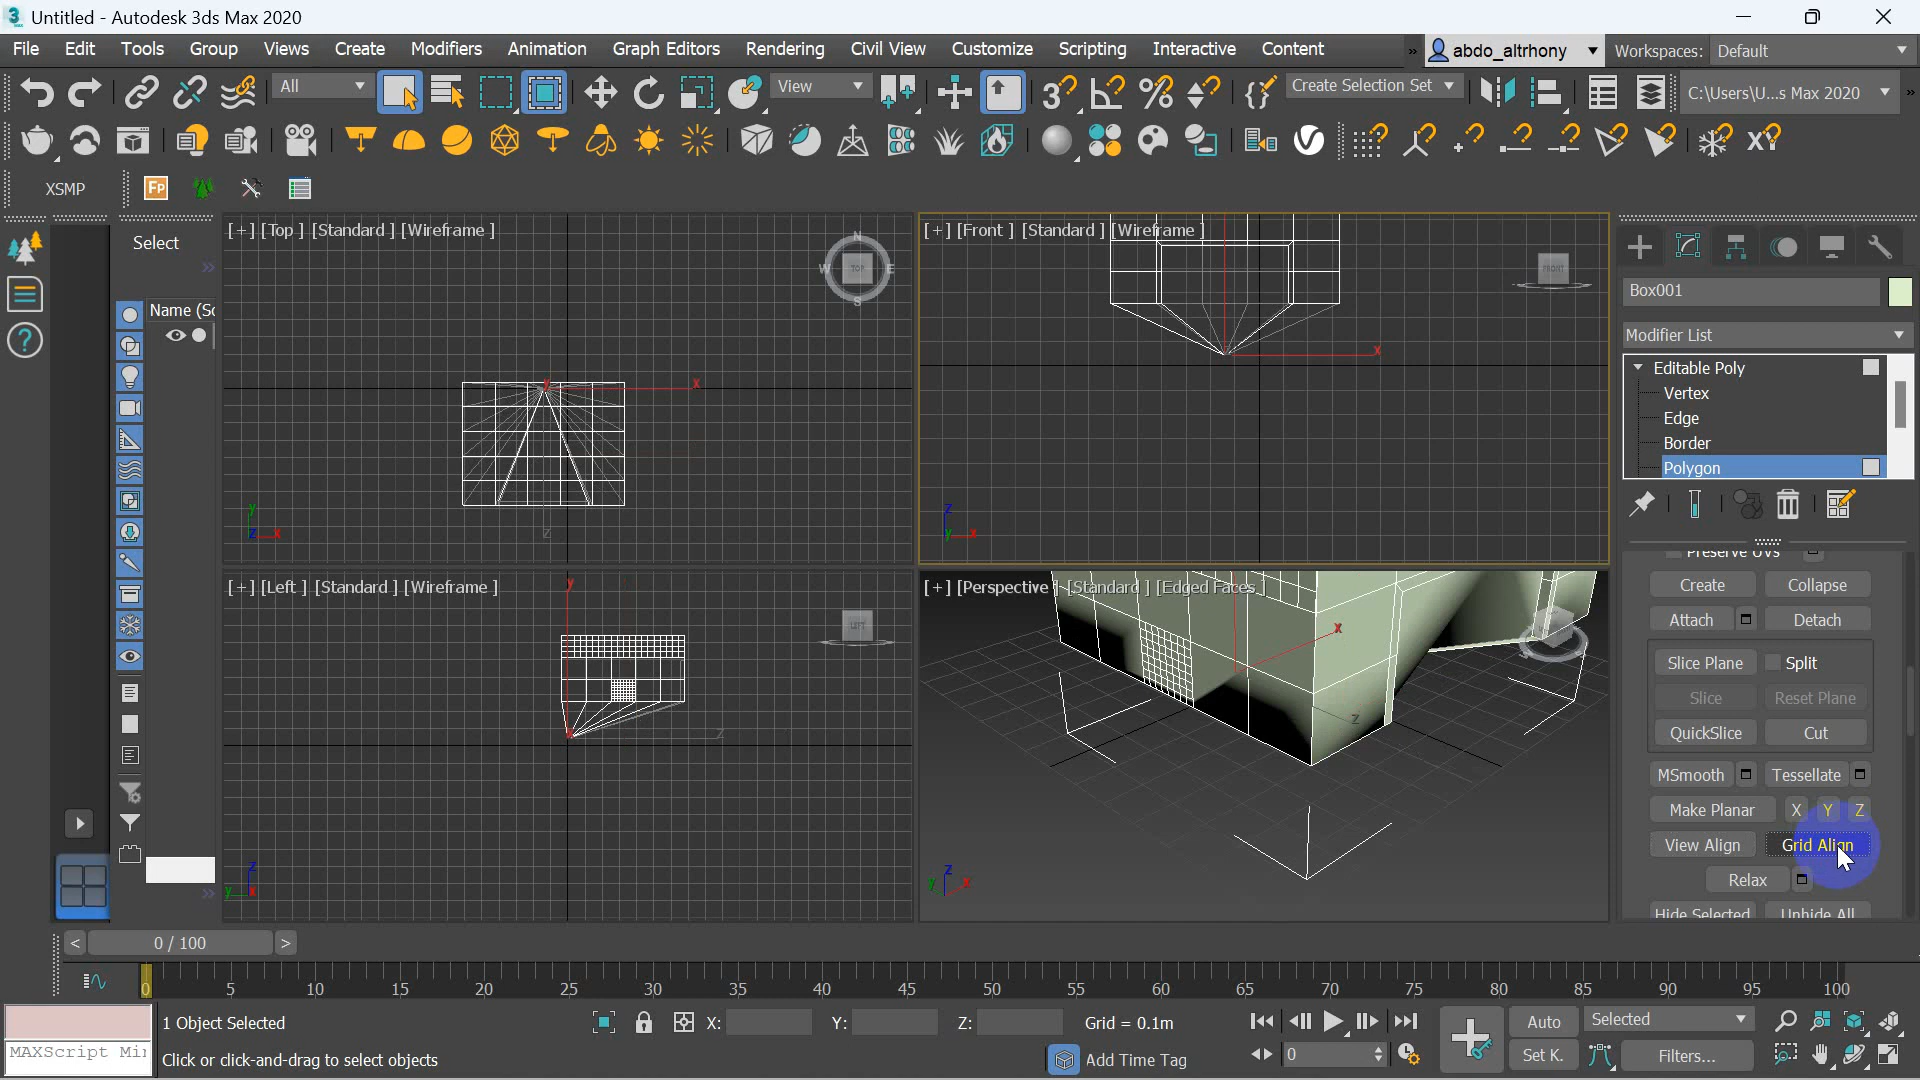 Untitled - Autodesk 3ds Max 2020
File Edit Tools Group Views Create Modifiers Animation Graph Editors Rendering Civil View Customize Scripting Interactive Content
abdo_altrhony
Workspaces: Default
All
View
Create Selection Set
C:\Users\U...s Max 2020
XSMP
Select
Name (Sc
[+] [Top ] [Standard ] [Wireframe ]
N
W TOP E
S
x
y
z x
z
[+] [Front ] [Standard ] [Wireframe ]
FRONT
x
z
y x
[+] [Left ] [Standard ] [Wireframe ]
LEFT
y
z
x
z
y x
[+] [Perspective ] [Standard ] [Edged Faces ]
x
z
z
y x
Box001
Modifier List
Editable Poly
Vertex
Edge
Border
Polygon
Preserve UVs
Create Collapse
Attach Detach
Slice Plane Split
Slice Reset Plane
QuickSlice Cut
MSmooth Tessellate
Make Planar X Y Z
View Align Grid Align
Relax
Hide Selected Unhide All
< 0 / 100 >
0 5 10 15 20 25 30 35 40 45 50 55 60 65 70 75 80 85 90 95 100
1 Object Selected
X: Y: Z: Grid = 0.1m
Auto Selected
MAXScript Mi
Click or click-and-drag to select objects
Add Time Tag
0
Set K. Filters...